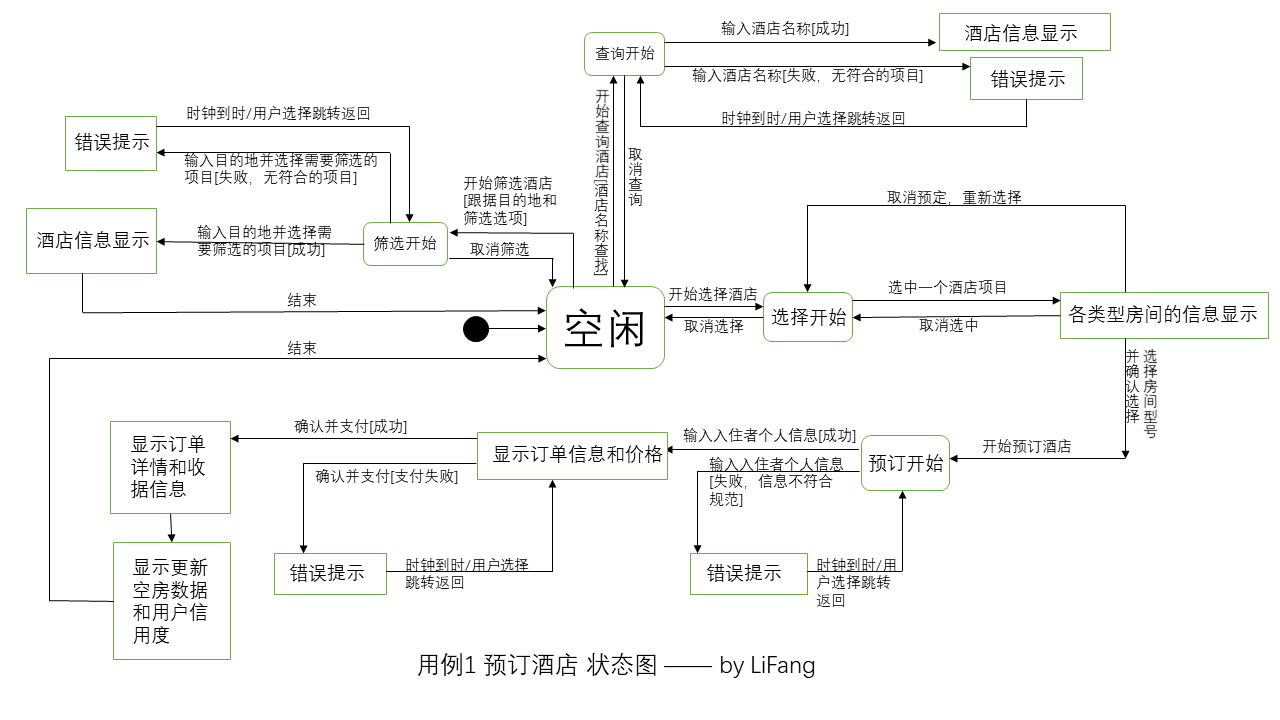 输入酒店名称[成功]
酒店信息显示
查询开始
输入酒店名称[失败，无符合的项目]
错误提示
时钟到时/用户选择跳转返回
开始查询酒店[酒店名称查找]
取消查询
时钟到时/用户选择跳转返回
错误提示
输入目的地并选择需要筛选的
项目[失败，无符合的项目]
开始筛选酒店
[跟据目的地和
筛选选项]
取消预定，重新选择
酒店信息显示
输入目的地并选择需
要筛选的项目[成功]
筛选开始
取消筛选
结束
空闲
开始选择酒店
取消选择
选择开始
选中一个酒店项目
取消选中
各类型房间的信息显示
结束
选择房间型号
并确认选择
显示订单
详情和收
据信息
确认并支付[成功]
确认并支付[支付失败]
显示订单信息和价格
输入入住者个人信息[成功]
输入入住者个人信息
[失败，信息不符合
规范]
预订开始
开始预订酒店
显示更新
空房数据
和用户信
用度
错误提示
时钟到时/用户选择
跳转返回
错误提示
时钟到时/用
户选择跳转
返回
用例1 预订酒店 状态图 —— by LiFang